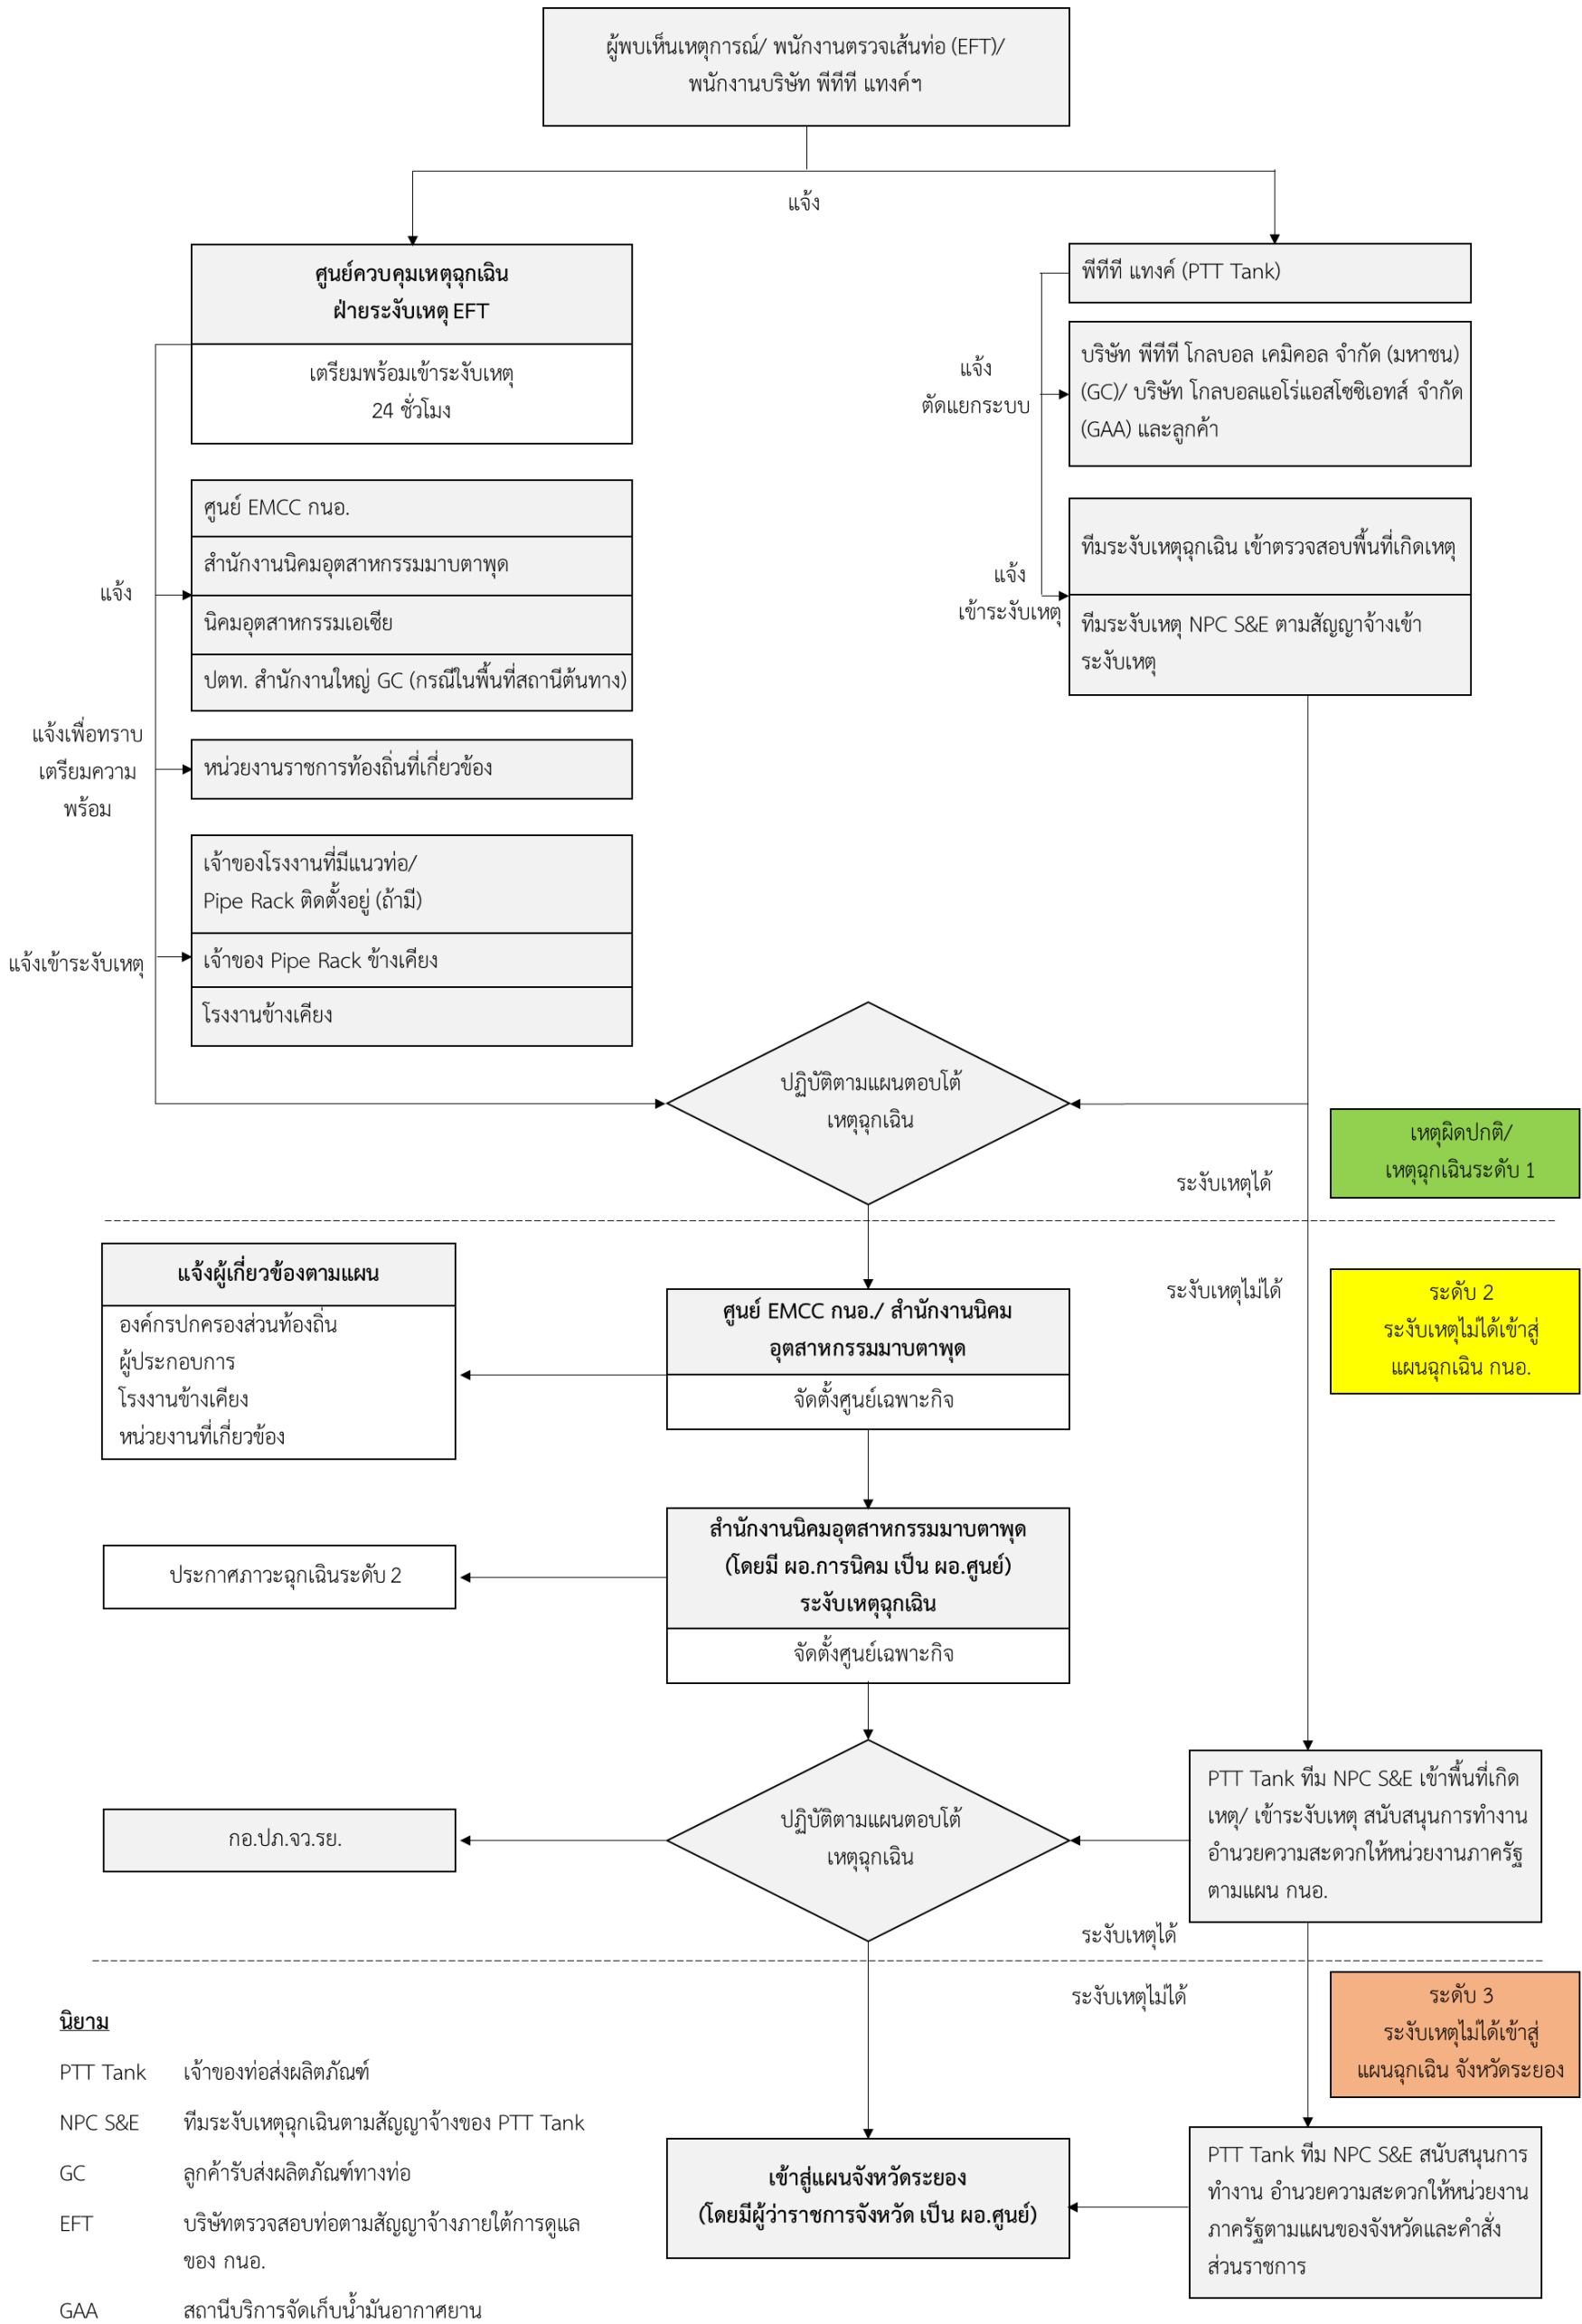 ผู้พบเห็นเหตุการณ์/ พนักงานตรวจเส้นท่อ (EFT)/
พนักงานบริษัท พีทีที แทงค์ฯ
แจ้ง
ศูนย์ควบคุมเหตุฉุกเฉิน
ฝ่ายระงับเหตุ EFT
เตรียมพร้อมเข้าระงับเหตุ
24 ชั่วโมง
พีทีที แทงค์ (PTT Tank)
แจ้ง
ตัดแยกระบบ
บริษัท พีทีที โกลบอล เคมิคอล จำกัด (มหาชน)
(GC)/ บริษัท โกลบอลแอโร่แอสโซซิเอทส์ จำกัด
(GAA) และลูกค้า
แจ้ง
ศูนย์ EMCC กนอ.
สำนักงานนิคมอุตสาหกรรมมาบตาพุด
นิคมอุตสาหกรรมเอเซีย
ปตท. สำนักงานใหญ่ GC (กรณีในพื้นที่สถานีต้นทาง)
แจ้ง
เข้าระงับเหตุ
ทีมระงับเหตุฉุกเฉิน เข้าตรวจสอบพื้นที่เกิดเหตุ
ทีมระงับเหตุ NPC S&E ตามสัญญาจ้างเข้า
ระงับเหตุ
แจ้งเพื่อทราบ
เตรียมความ
พร้อม
หน่วยงานราชการท้องถิ่นที่เกี่ยวข้อง
แจ้งเข้าระงับเหตุ
เจ้าของโรงงานที่มีแนวท่อ/
Pipe Rack ติดตั้งอยู่ (ถ้ามี)
เจ้าของ Pipe Rack ข้างเคียง
โรงงานข้างเคียง
ปฏิบัติตามแผนตอบโต้
เหตุฉุกเฉิน
เหตุผิดปกติ/
เหตุฉุกเฉินระดับ 1
ระงับเหตุได้
แจ้งผู้เกี่ยวข้องตามแผน
องค์กรปกครองส่วนท้องถิ่น
ผู้ประกอบการ
โรงงานข้างเคียง
หน่วยงานที่เกี่ยวข้อง
ศูนย์ EMCC กนอ./ สำนักงานนิคม
อุตสาหกรรมมาบตาพุด
จัดตั้งศูนย์เฉพาะกิจ
ระงับเหตุไม่ได้
ระดับ 2
ระงับเหตุไม่ได้เข้าสู่
แผนฉุกเฉิน กนอ.
ประกาศภาวะฉุกเฉินระดับ 2
สำนักงานนิคมอุตสาหกรรมมาบตาพุด
(โดยมี ผอ.การนิคม เป็น ผอ.ศูนย์)
ระงับเหตุฉุกเฉิน
จัดตั้งศูนย์เฉพาะกิจ
กอ.ปภ.จว.รย.
ปฏิบัติตามแผนตอบโต้
เหตุฉุกเฉิน
PTT Tank ทีม NPC S&E เข้าพื้นที่เกิด
เหตุ/ เข้าระงับเหตุ สนับสนุนการทำงาน
อำนวยความสะดวกให้หน่วยงานภาครัฐ
ตามแผน กนอ.
ระงับเหตุได้
ระงับเหตุไม่ได้
ระดับ 3
ระงับเหตุไม่ได้เข้าสู่
แผนฉุกเฉิน จังหวัดระยอง
เข้าสู่แผนจังหวัดระยอง
(โดยมีผู้ว่าราชการจังหวัด เป็น ผอ.ศูนย์)
PTT Tank ทีม NPC S&E สนับสนุนการ
ทำงาน อำนวยความสะดวกให้หน่วยงาน
ภาครัฐตามแผนของจังหวัดและคำสั่ง
ส่วนราชการ
นิยาม
PTT Tank เจ้าของท่อส่งผลิตภัณฑ์
NPC S&E ทีมระงับเหตุฉุกเฉินตามสัญญาจ้างของ PTT Tank
GC ลูกค้ารับส่งผลิตภัณฑ์ทางท่อ
EFT บริษัทตรวจสอบท่อตามสัญญาจ้างภายใต้การดูแล
ของ กนอ.
GAA สถานีบริการจัดเก็บน้ำมันอากาศยาน